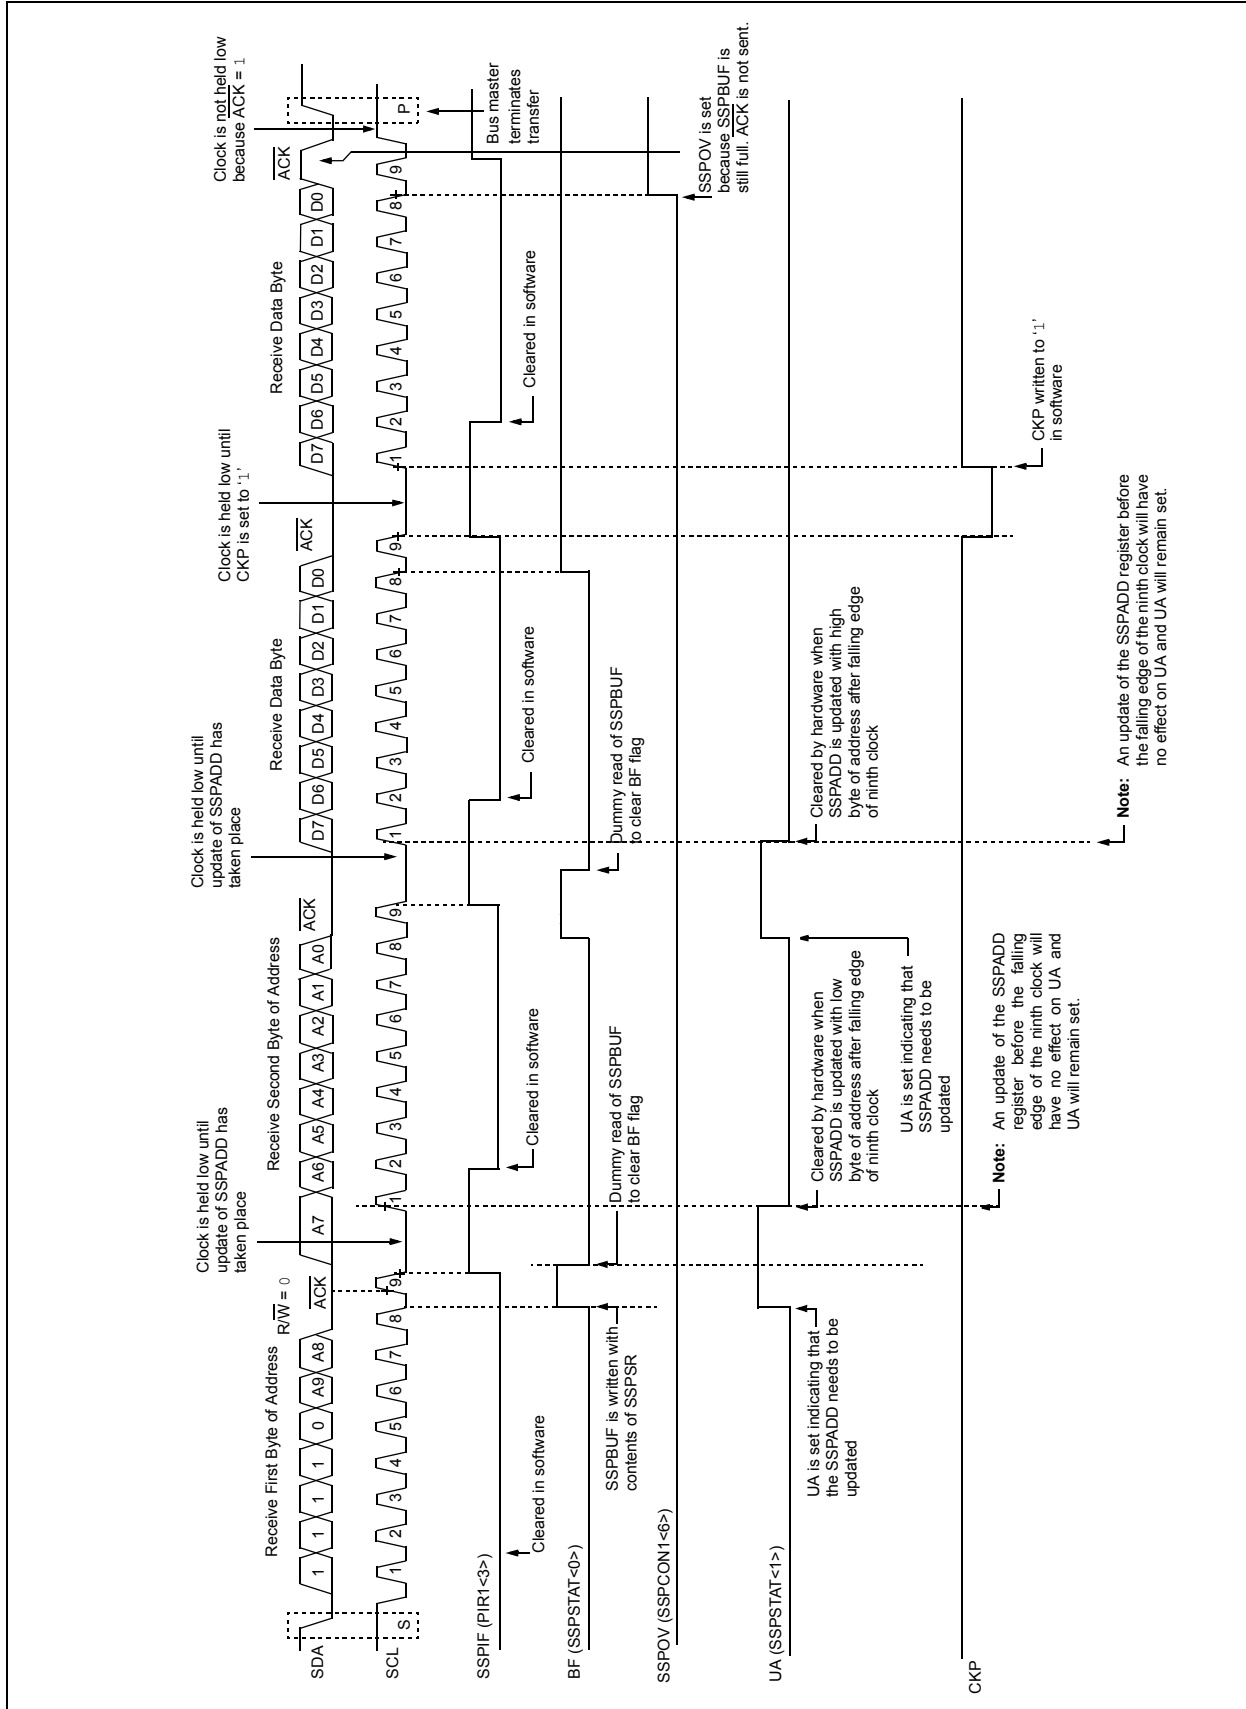 Receive First Byte of Address
R/W = 0
ACK
Clock is held low until
update of SSPADD has
taken place
Receive Second Byte of Address
ACK
Clock is held low until
update of SSPADD has
taken place
Receive Data Byte
ACK
Clock is held low until
CKP is set to ‘1’
Receive Data Byte
ACK
Clock is not held low
because ACK = 1
SDA
1 1 1 1 0 A9 A8
A7 A6 A5 A4 A3 A2 A1 A0
D7 D6 D5 D4 D3 D2 D1 D0
D7 D6 D5 D4 D3 D2 D1 D0
SCL
S
1 2 3 4 5 6 7 8 9
1 2 3 4 5 6 7 8 9
1 2 3 4 5 6 7 8 9
1 2 3 4 5 6 7 8 9
P
Bus master
terminates
transfer
SSPIF (PIR1<3>)
Cleared in software
Cleared in software
Cleared in software
Cleared in software
BF (SSPSTAT<0>)
SSPBUF is written with
contents of SSPSR
Dummy read of SSPBUF
to clear BF flag
Dummy read of SSPBUF
to clear BF flag
SSPOV (SSPCON1<6>)
SSPOV is set
because SSPBUF is
still full. ACK is not sent.
UA (SSPSTAT<1>)
UA is set indicating that
the SSPADD needs to be
updated
Cleared by hardware when
SSPADD is updated with low
byte of address after falling edge
of ninth clock
UA is set indicating that
SSPADD needs to be
updated
Cleared by hardware when
SSPADD is updated with high
byte of address after falling edge
of ninth clock
CKP
CKP written to ‘1’
in software
Note: An update of the SSPADD
register before the falling
edge of the ninth clock will
have no effect on UA and
UA will remain set.
Note: An update of the SSPADD register before
the falling edge of the ninth clock will have
no effect on UA and UA will remain set.